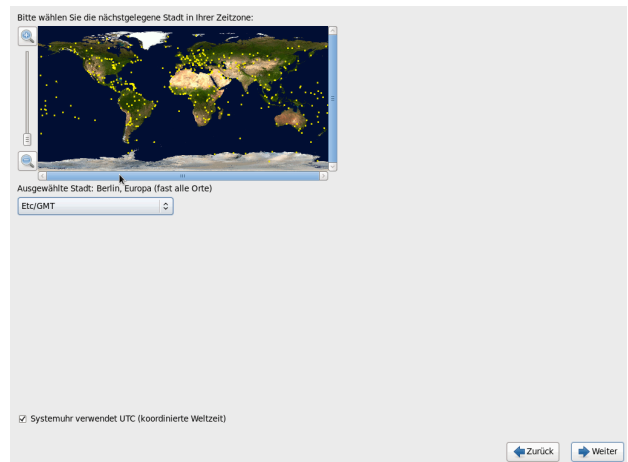 Bitte wählen Sie die nächstgelegene Stadt in Ihrer Zeitzone:
Ausgewählte Stadt: Berlin, Europa (fast alle Orte)
Etc/GMT
Systemuhr verwendet UTC (koordinierte Weltzeit)
Zurück
Weiter